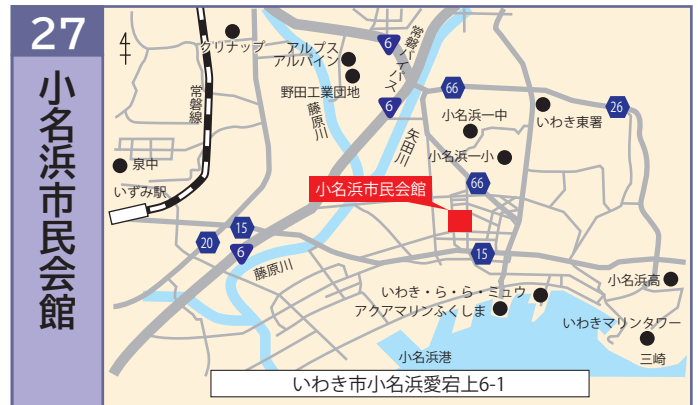 27
小名浜市民会館
4
クリナップ
アルプス
アルパイン
野田工業団地
常磐線
藤原川
6
常磐バイパス
6
66
矢田川
小名浜一中
いわき東署
26
小名浜一小
66
泉中
いずみ駅
小名浜市民会館
15
20
6
藤原川
15
いわき・ら・ら・ミュウ
アクアマリンふくしま
小名浜高
いわきマリンタワー
三崎
小名浜港
いわき市小名浜愛宕上6-1